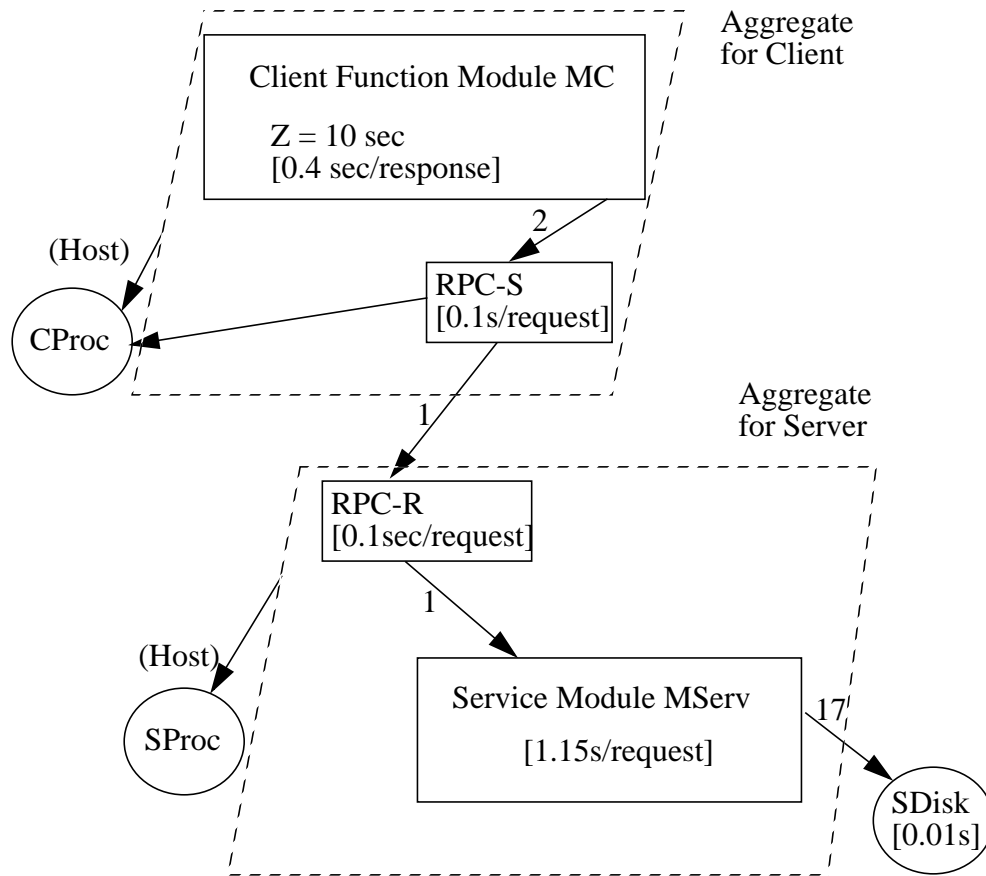 Aggregate
for Client
Client Function Module MC
Z = 10 sec
[0.4 sec/response]
2
(Host)
RPC-S
[0.1s/request]
CProc
Aggregate
for Server
1
RPC-R
[0.1sec/request]
1
(Host)
Service Module MServ
17
SProc
[1.15s/request]
SDisk
[0.01s]